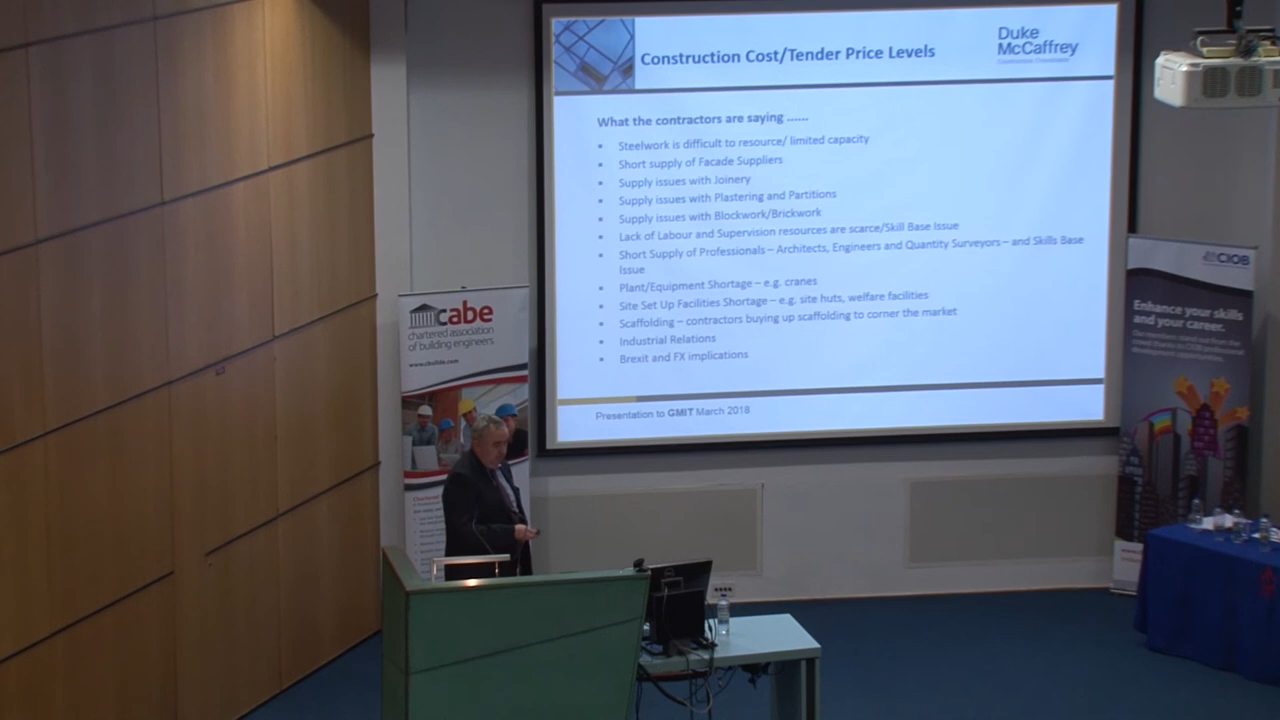 Construction Cost/Tender Price Levels
Duke
McCaffrey
What the contractors are saying ......
Steelwork is difficult to resource/ limited capacity
Short supply of Facade Suppliers
Supply issues with Joinery
Supply issues with Plastering and Partitions
Supply issues with Blockwork/Brickwork
Lack of Labour and Supervision resources are scarce/Skill Base Issue
Short Supply of Professionals – Architects, Engineers and Quantity Surveyors – and Skills Base
Issue
Plant/Equipment Shortage – e.g. cranes
Site Set Up Facilities Shortage – e.g. site huts, welfare facilities
Scaffolding – contractors buying up scaffolding to corner the market
Industrial Relations
Brexit and FX implications
Presentation to GMIT March 2018
cabe
chartered association
of building engineers
CIOB
Enhance your skills
and your career.